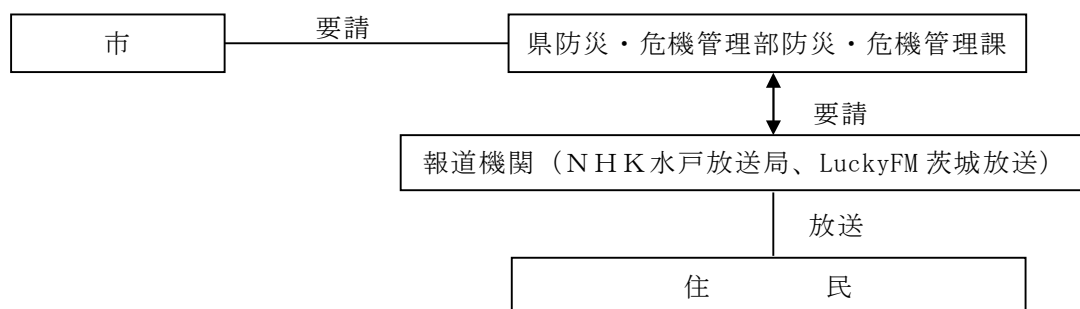 市
要請
県防災・危機管理部防災・危機管理課
要請
報道機関（ＮＨＫ水戸放送局、LuckyFM 茨城放送）
放送
住　　　　民